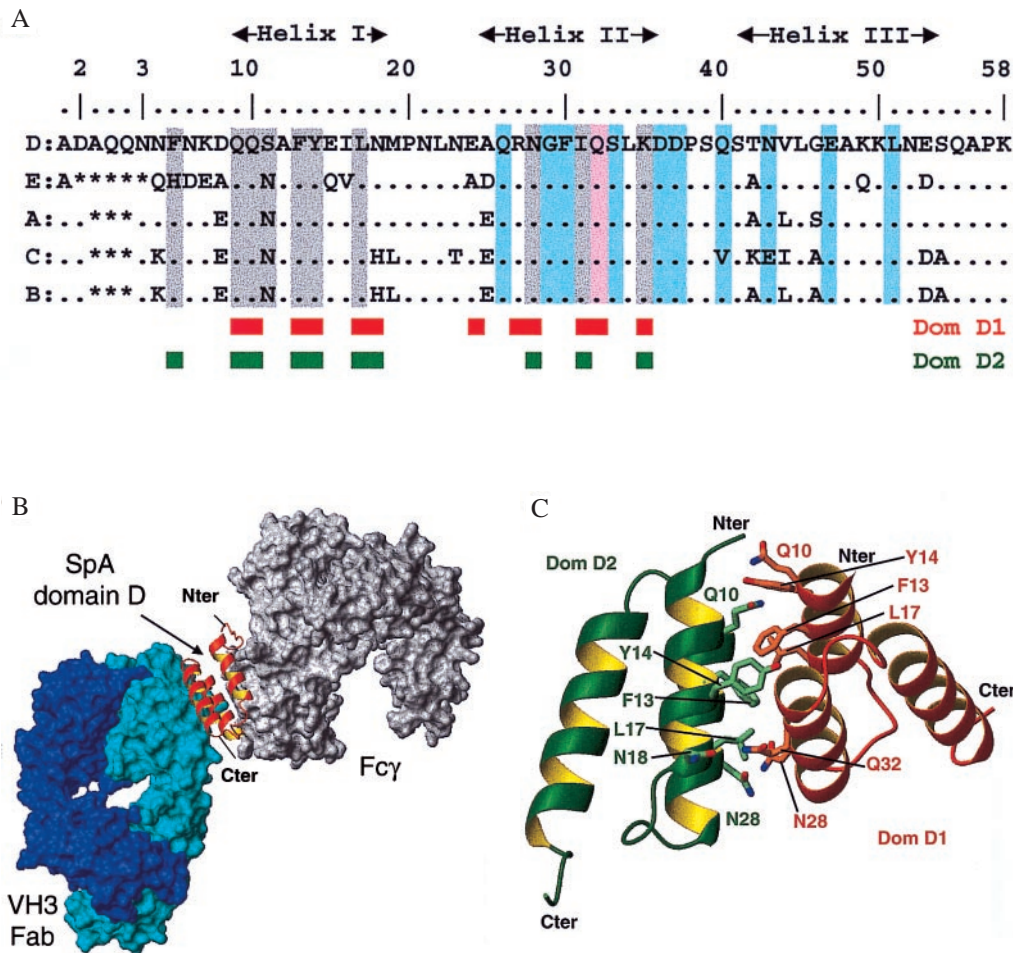 A
Helix I Helix II Helix III
2 3 10 20 30 40 50 58
D:ADAQQNNFNKDQQSAFYEILNMPNLNEAQRNGFIQSLKDDPSQSTNVLGEAKKLNESQAPK
E:A*****QHDEA..N...QV.......AD................A......Q...D.....
A:..***.....E..N.............E................A.L.S............
C:..***.K...E..N......HL...T.E..............V.KEI.A......DA....
B:..***.K...E..N......HL.....E................A.L.A......DA....
Dom D1
Dom D2
B
SpA
domain D
Nter
Cter
Fcγ
VH3
Fab
C
Nter
Dom D2
Q10
Nter
Y14
F13
L17
Q10
Y14
F13
L17
N18
N28
Cter
Q32
N28
Dom D1
Cter